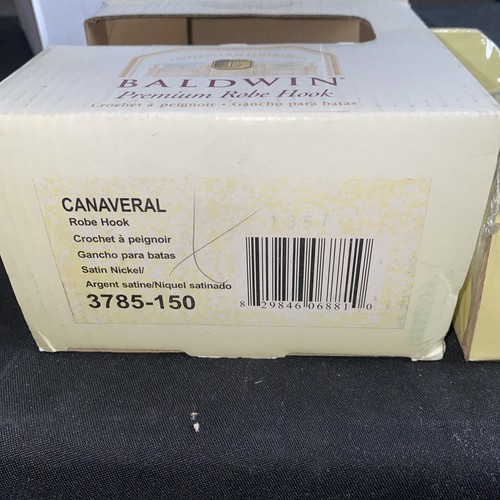 BALDWIN
Premium Robe Hook
Crochet à peignoir • Gancho para batas
CANAVERAL
Robe Hook
Crochet à peignoir
Gancho para batas
Satin Nickel/
Argent satine/Niquel satinado
3785-150
1357
8 29846 06881 0